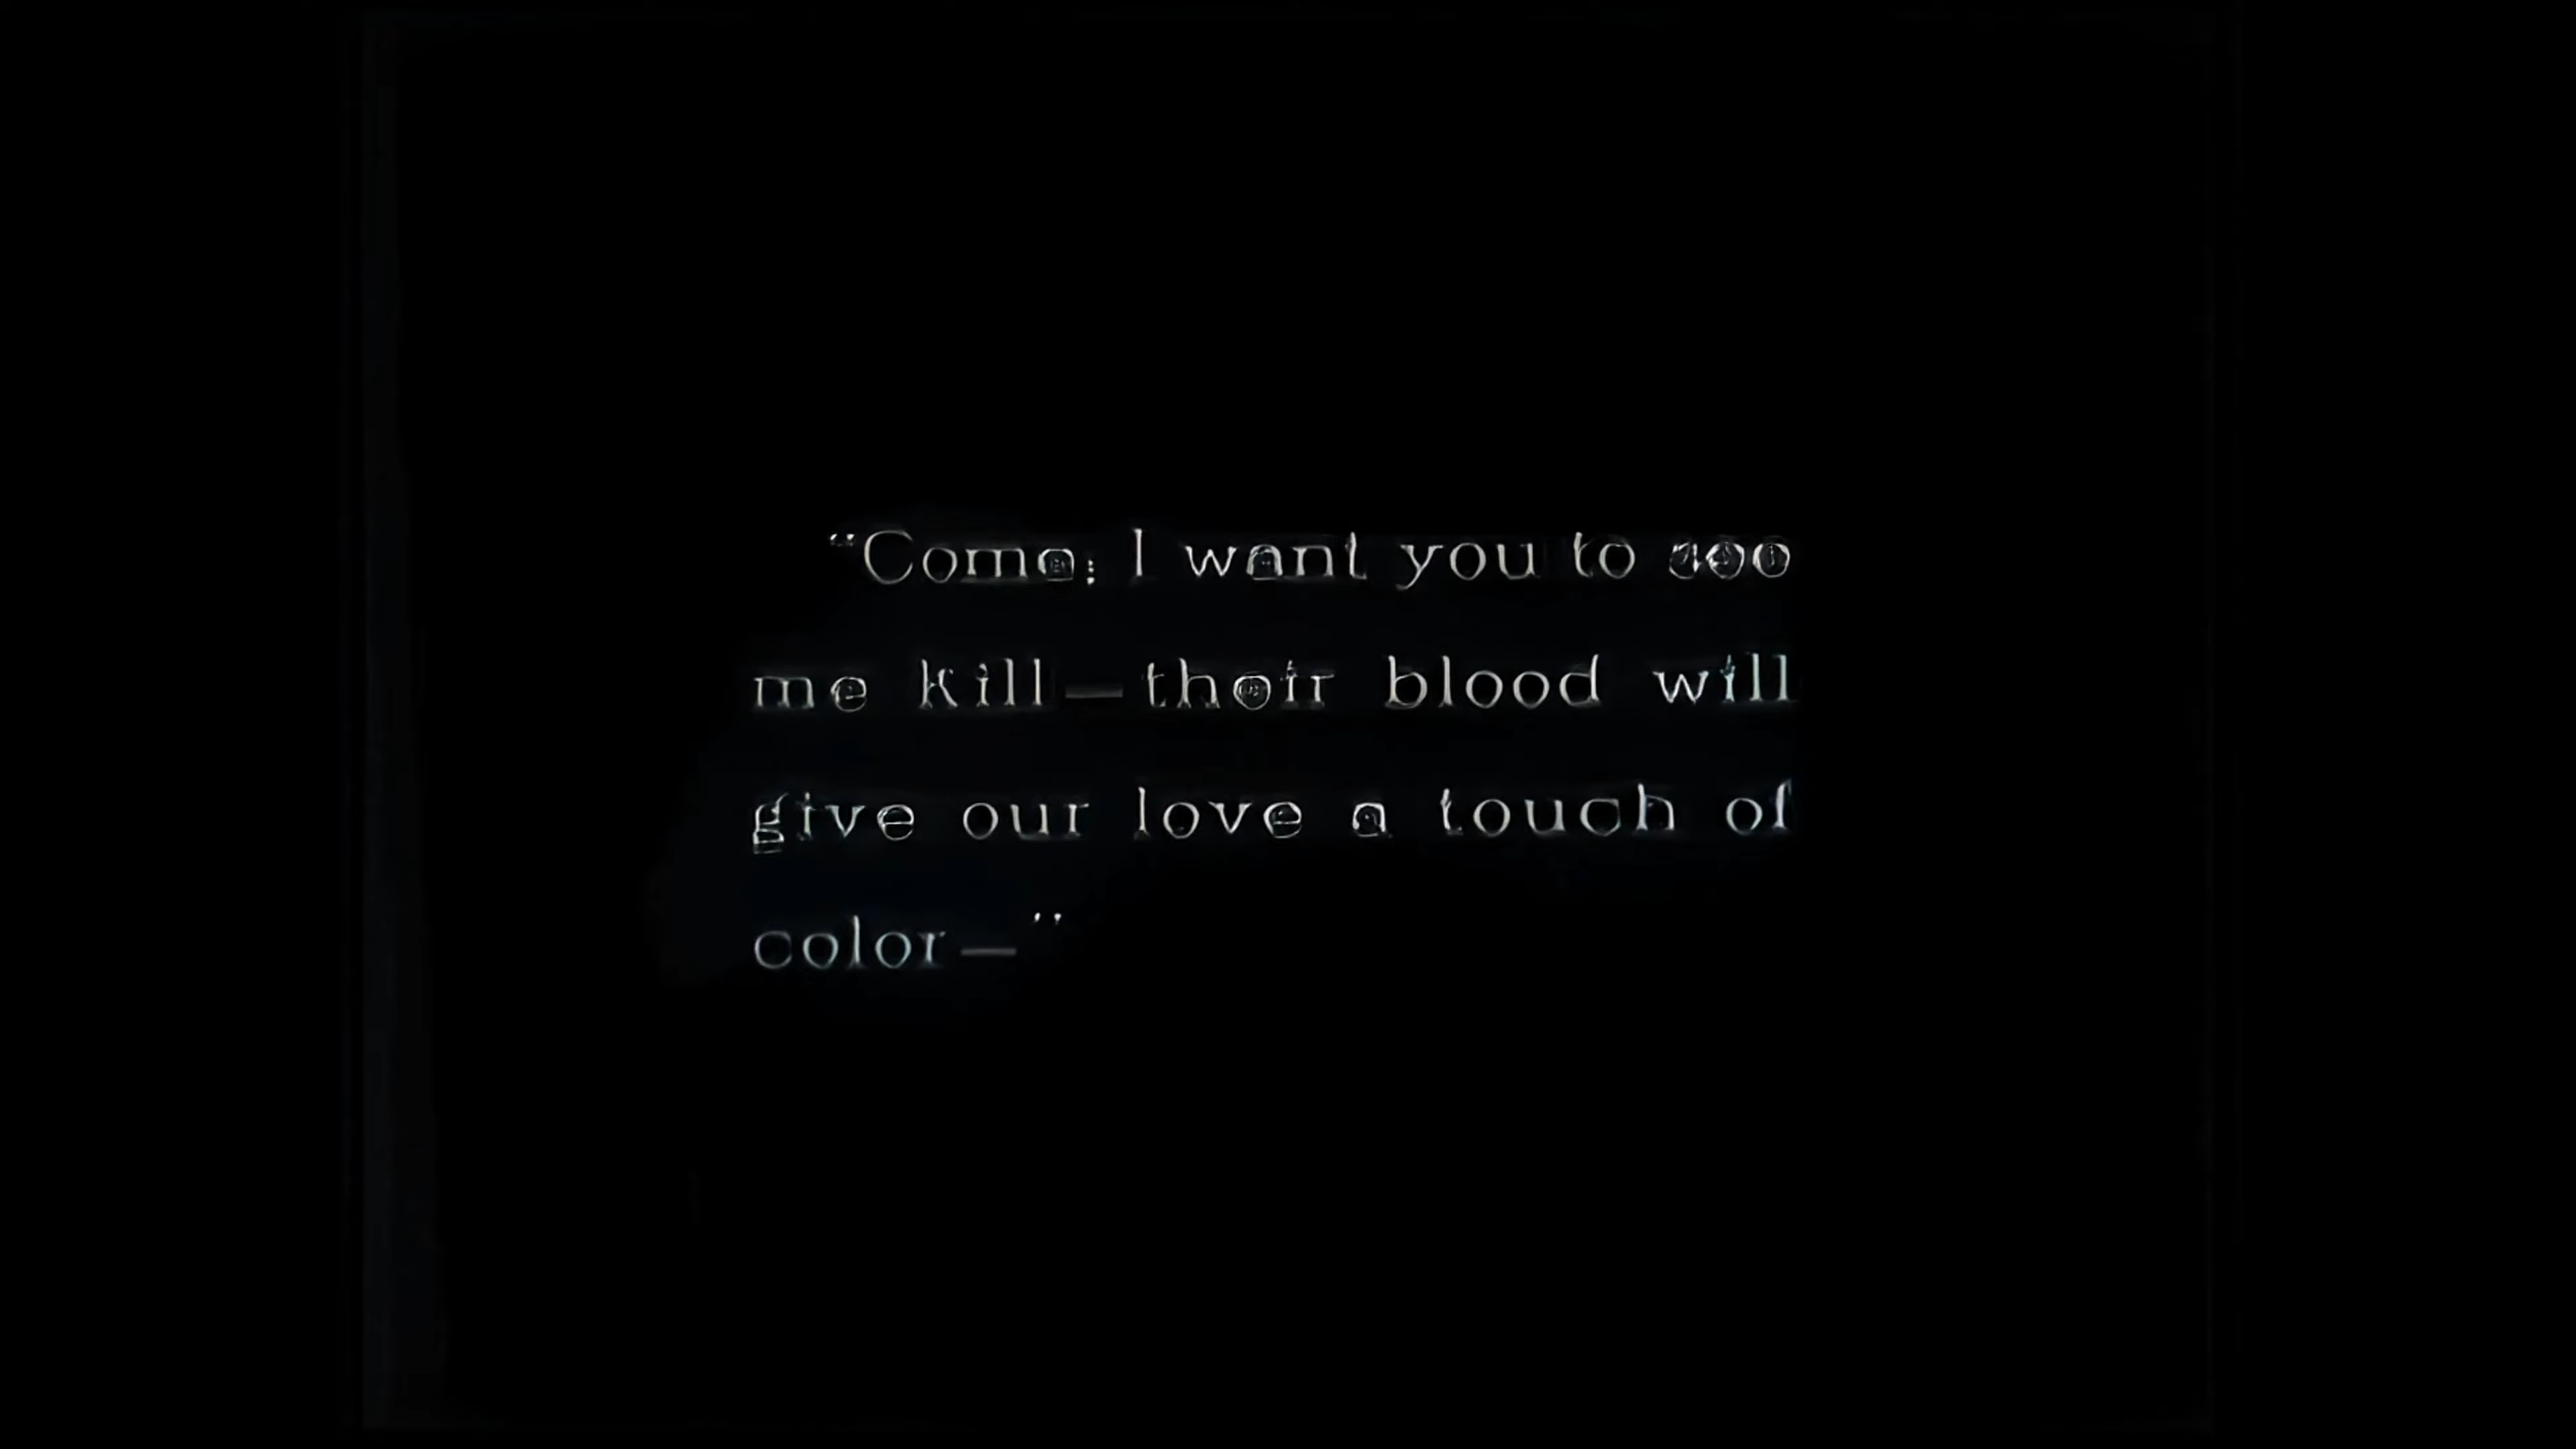 “Come; I want you to see
me kill—their blood will
give our love a touch of
color—”